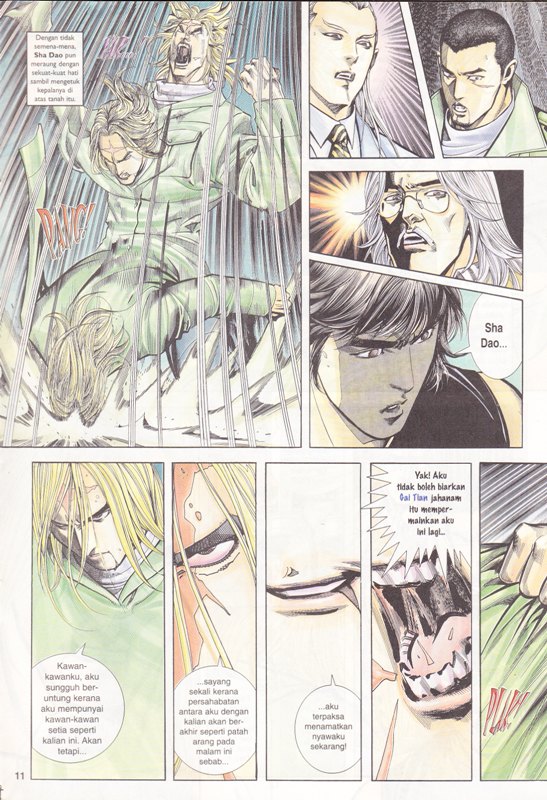 Dengan tidak
semena-mena,
Sha Dao pun
meraung dengan
sekuat-kuat hati
sambil mengetuk
kepalanya di
atas tanah itu.
PANG!
Sha
Dao...
Kawan-
kawanku, aku
sungguh ber-
untung kerana
aku mempunyai
kawan-kawan
setia seperti
kalian ini. Akan
tetapi...
...sayang
sekali kerana
persahabatan
antara aku dengan
kalian akan ber-
akhir seperti patah
arang pada
malam ini
sebab...
...aku
terpaksa
menamatkan
nyawaku
sekarang!
Yak! Aku
tidak boleh biarkan
Gai Tian jahanam
itu memper-
mainkan aku
ini lagi...
11